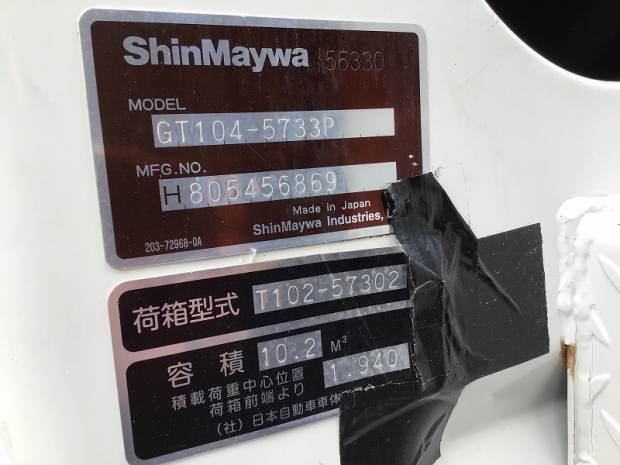 ShinMaywa 56330
MODEL
GT104-5733P
MFG.NO.
H805456869
Made in Japan
ShinMaywa Industries,
203-72968-0A
荷箱型式 T102-57302
容積 10.2 M³
積載荷重中心位置
荷箱前端より 1.940
(社)日本自動車車体